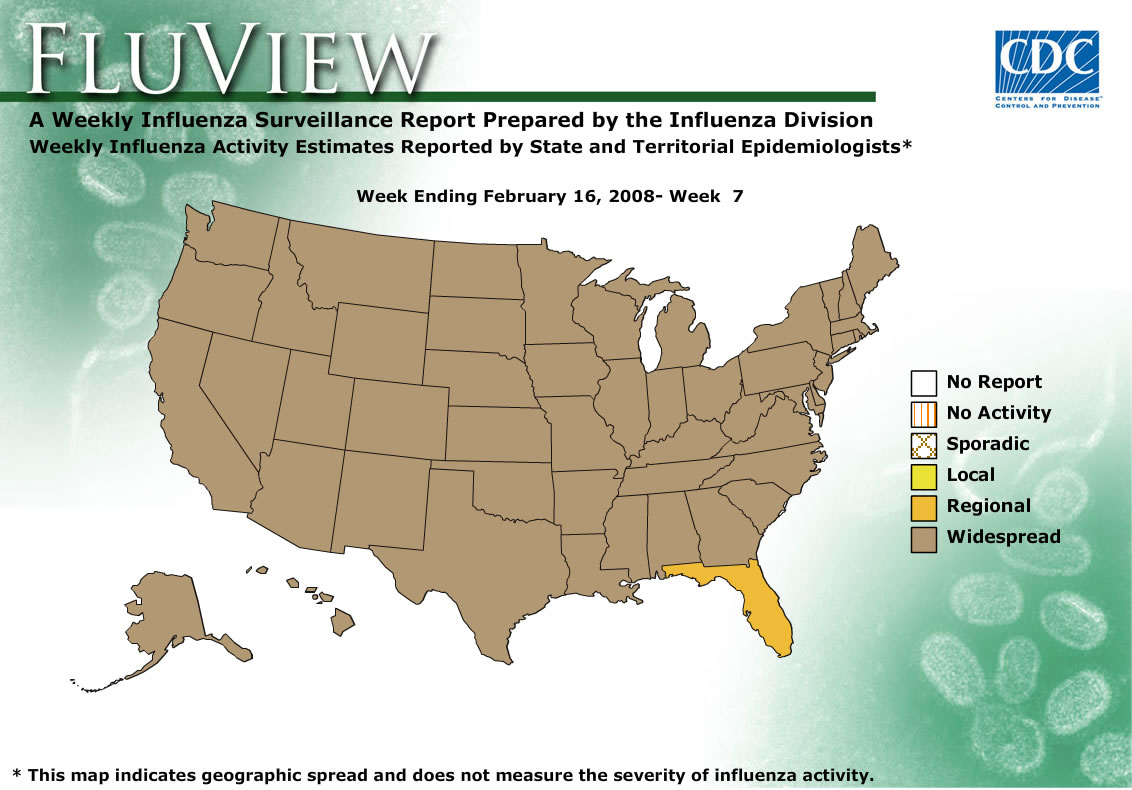 FLUVIEW
CDC
CENTERS FOR DISEASE™
CONTROL AND PREVENTION
A Weekly Influenza Surveillance Report Prepared by the Influenza Division
Weekly Influenza Activity Estimates Reported by State and Territorial Epidemiologists*
Week Ending February 16, 2008- Week 7
No Report
No Activity
Sporadic
Local
Regional
Widespread
* This map indicates geographic spread and does not measure the severity of influenza activity.